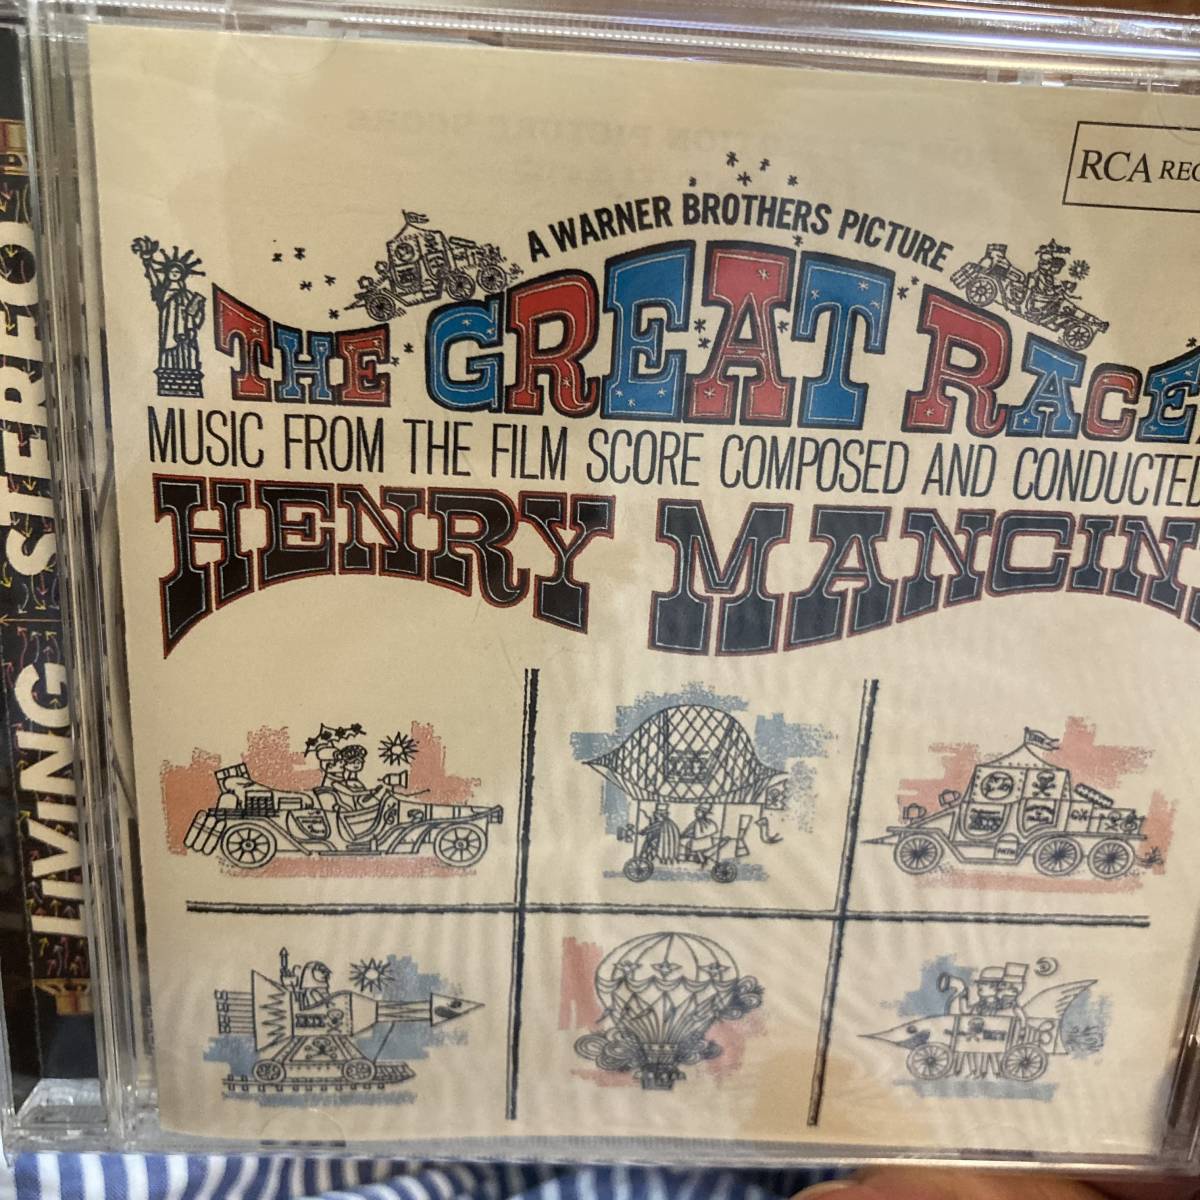 LIVING STEREO
RCA REC
A WARNER BROTHERS PICTURE
THE GREAT RACE
MUSIC FROM THE FILM SCORE COMPOSED AND CONDUCTED
HENRY MANCINI